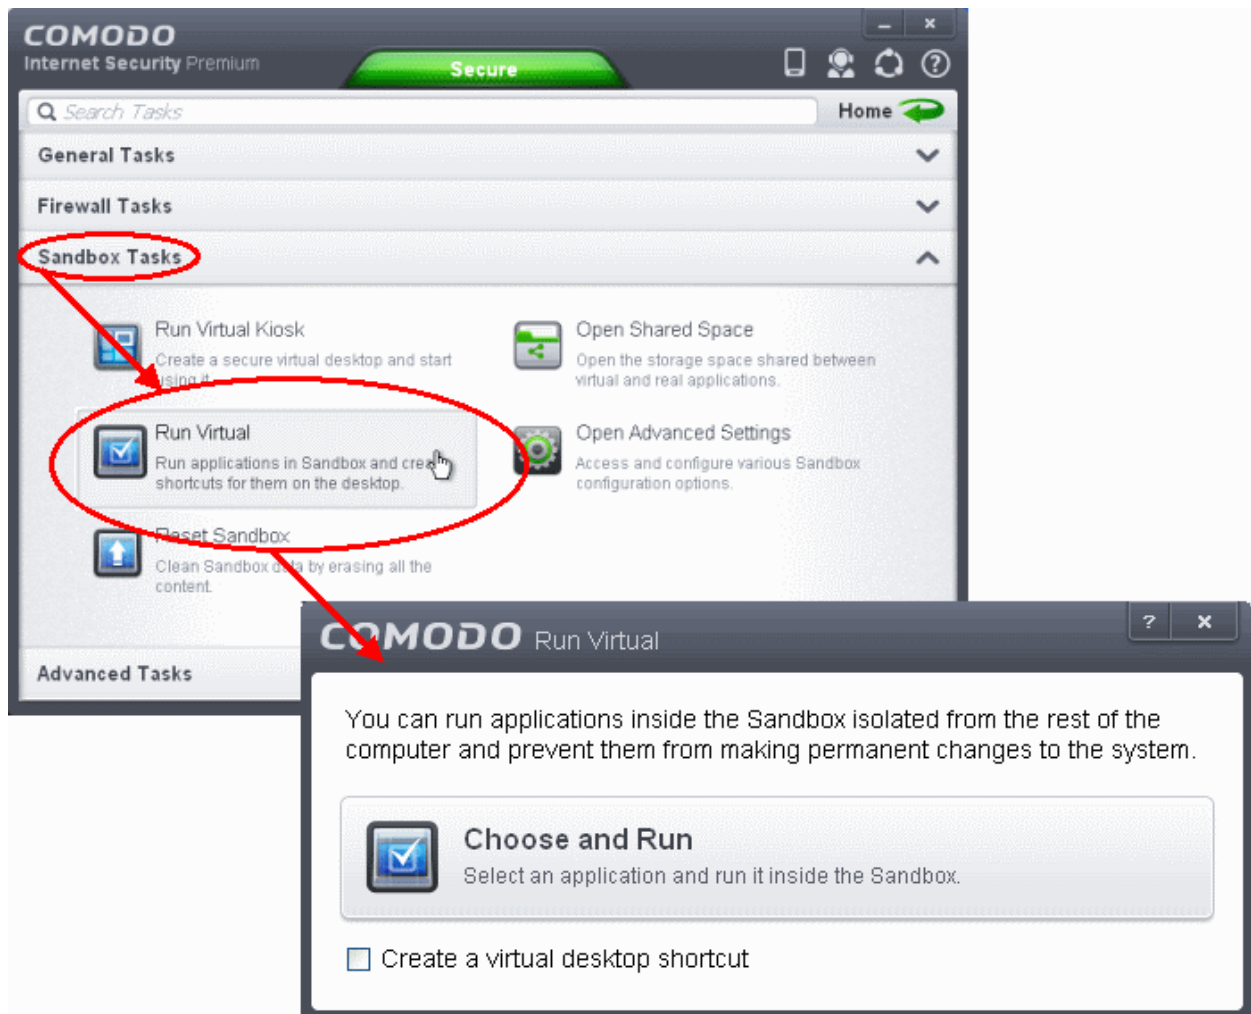 COMODO
Internet Security Premium
Secure
Search Tasks
Home
General Tasks
Firewall Tasks
Sandbox Tasks
Run Virtual Kiosk
Create a secure virtual desktop and start
using it.
Open Shared Space
Open the storage space shared between
virtual and real applications.
Run Virtual
Run applications in Sandbox and
shortcuts for them on the desktop.
Open Advanced Settings
Access and configure various Sandbox
configuration options.
Reset Sandbox
Clean Sandbox data by erasing all the
content.
Advanced Tasks
COMODO Run Virtual
You can run applications inside the Sandbox isolated from the rest of the
computer and prevent them from making permanent changes to the system.
Choose and Run
Select an application and run it inside the Sandbox.
Create a virtual desktop shortcut